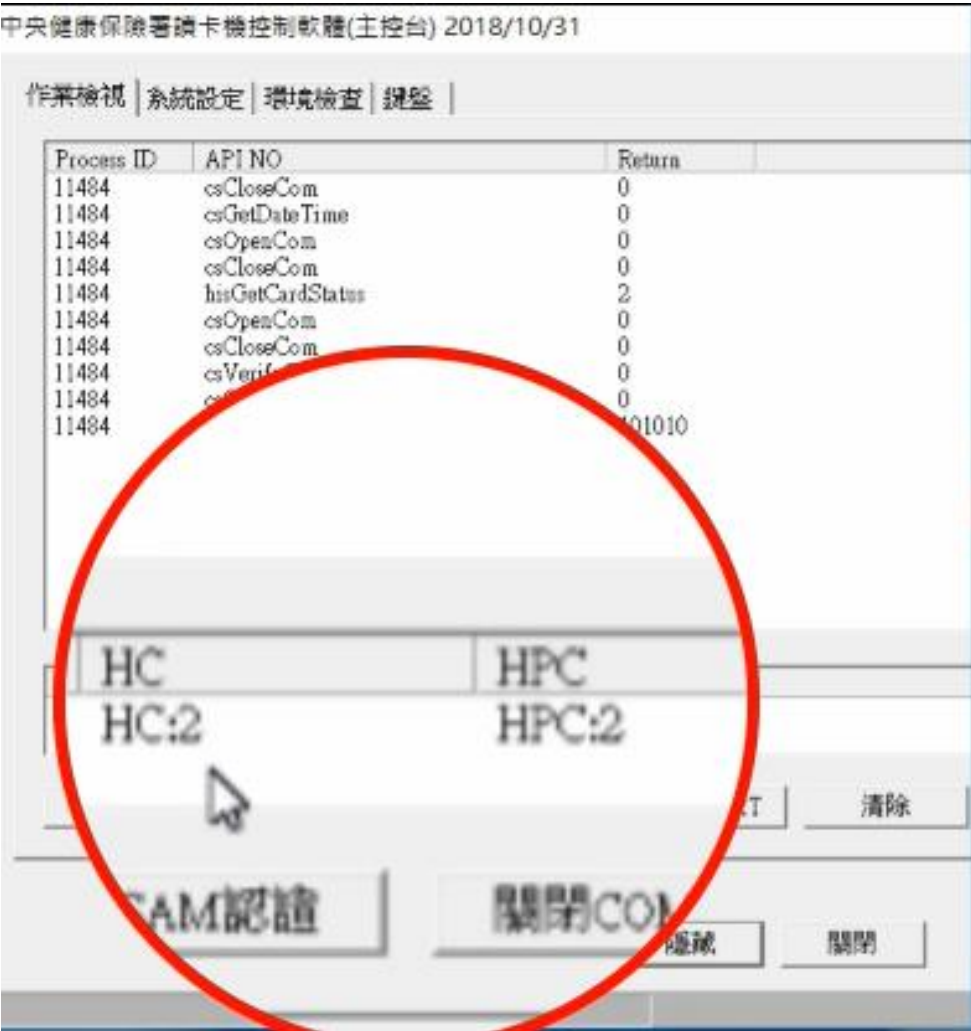 中央健康保險署讀卡機控制軟體(主控台) 2018/10/31
作業檢視 系統設定 環境檢查 鍵盤
Process ID API NO Return
11484 csCloseCom 0
11484 csGetDateTime 0
11484 csOpenCom 0
11484 csCloseCom 0
11484 hisGetCardStatus 2
11484 csOpenCom 0
11484 csCloseCom 0
11484 0
11484 0
11484
HC HPC
HC:2 HPC:2
清除
SAM認證 關閉COM
隱藏 關閉